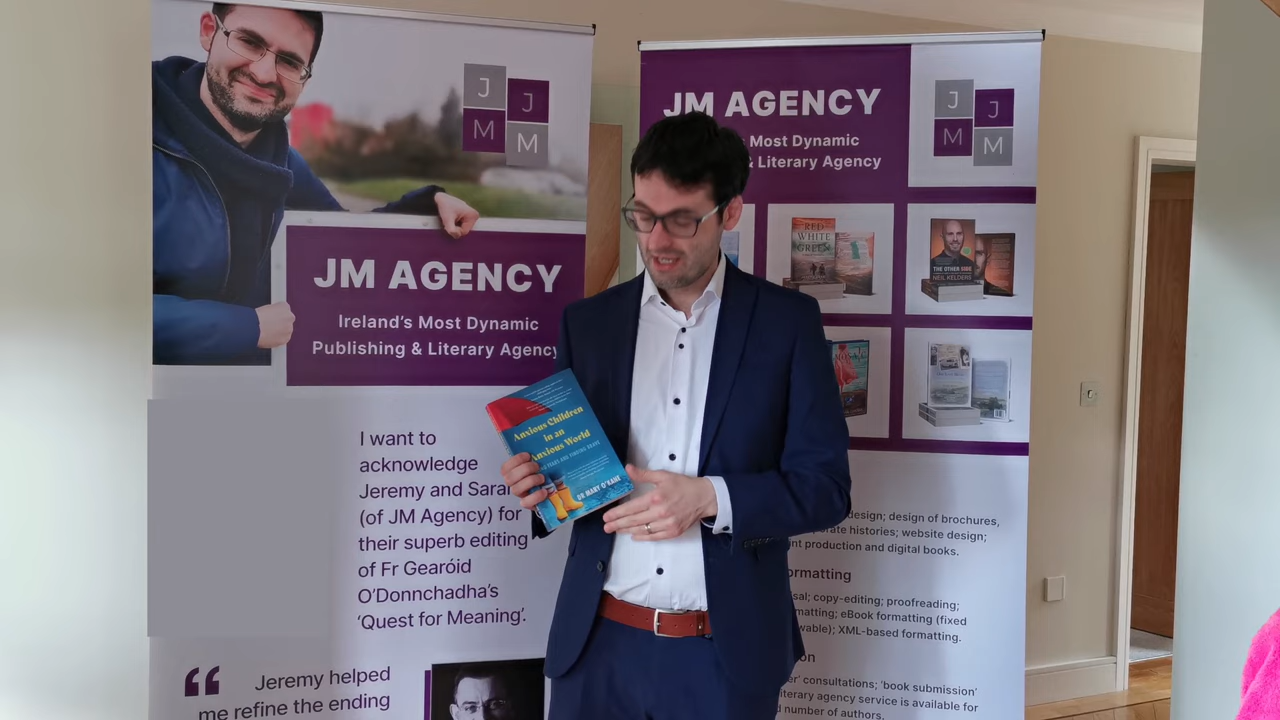 J
J
M
M
JM AGENCY
Ireland's Most Dynamic
Publishing & Literary Agency
I want to
acknowledge
Jeremy and Sarah
(of JM Agency) for
their superb editing
of Fr Gearóid
O'Donnchadha's
'Quest for Meaning'.
Jeremy helped
me refine the ending
Anxious Children
in an
Anxious World
AND FINDING BRAVE
DR MARY O'KANE
JM AGENCY
Most Dynamic
& Literary Agency
J
J
M
M
RED
WHITE
GREEN
THE OTHER SIDE
NEIL KELDERS
design; design of brochures,
histories; website design;
production and digital books.
formatting
copy-editing; proofreading;
eBook formatting (fixed
XML-based formatting.
consultations; 'book submission'
literary agency service is available for
number of authors.